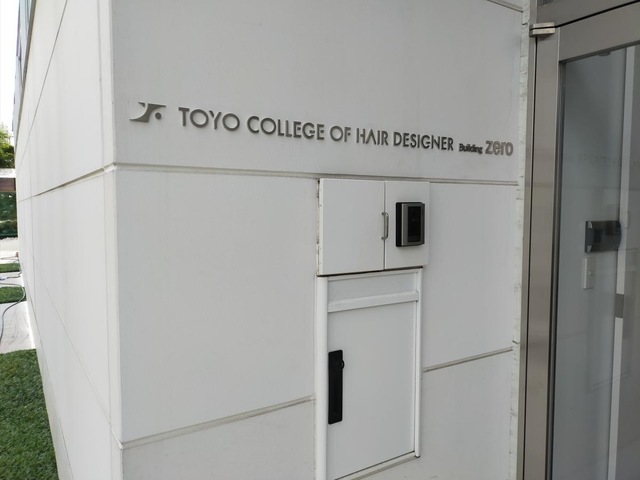 TOYO COLLEGE OF HAIR DESIGNER Building zero